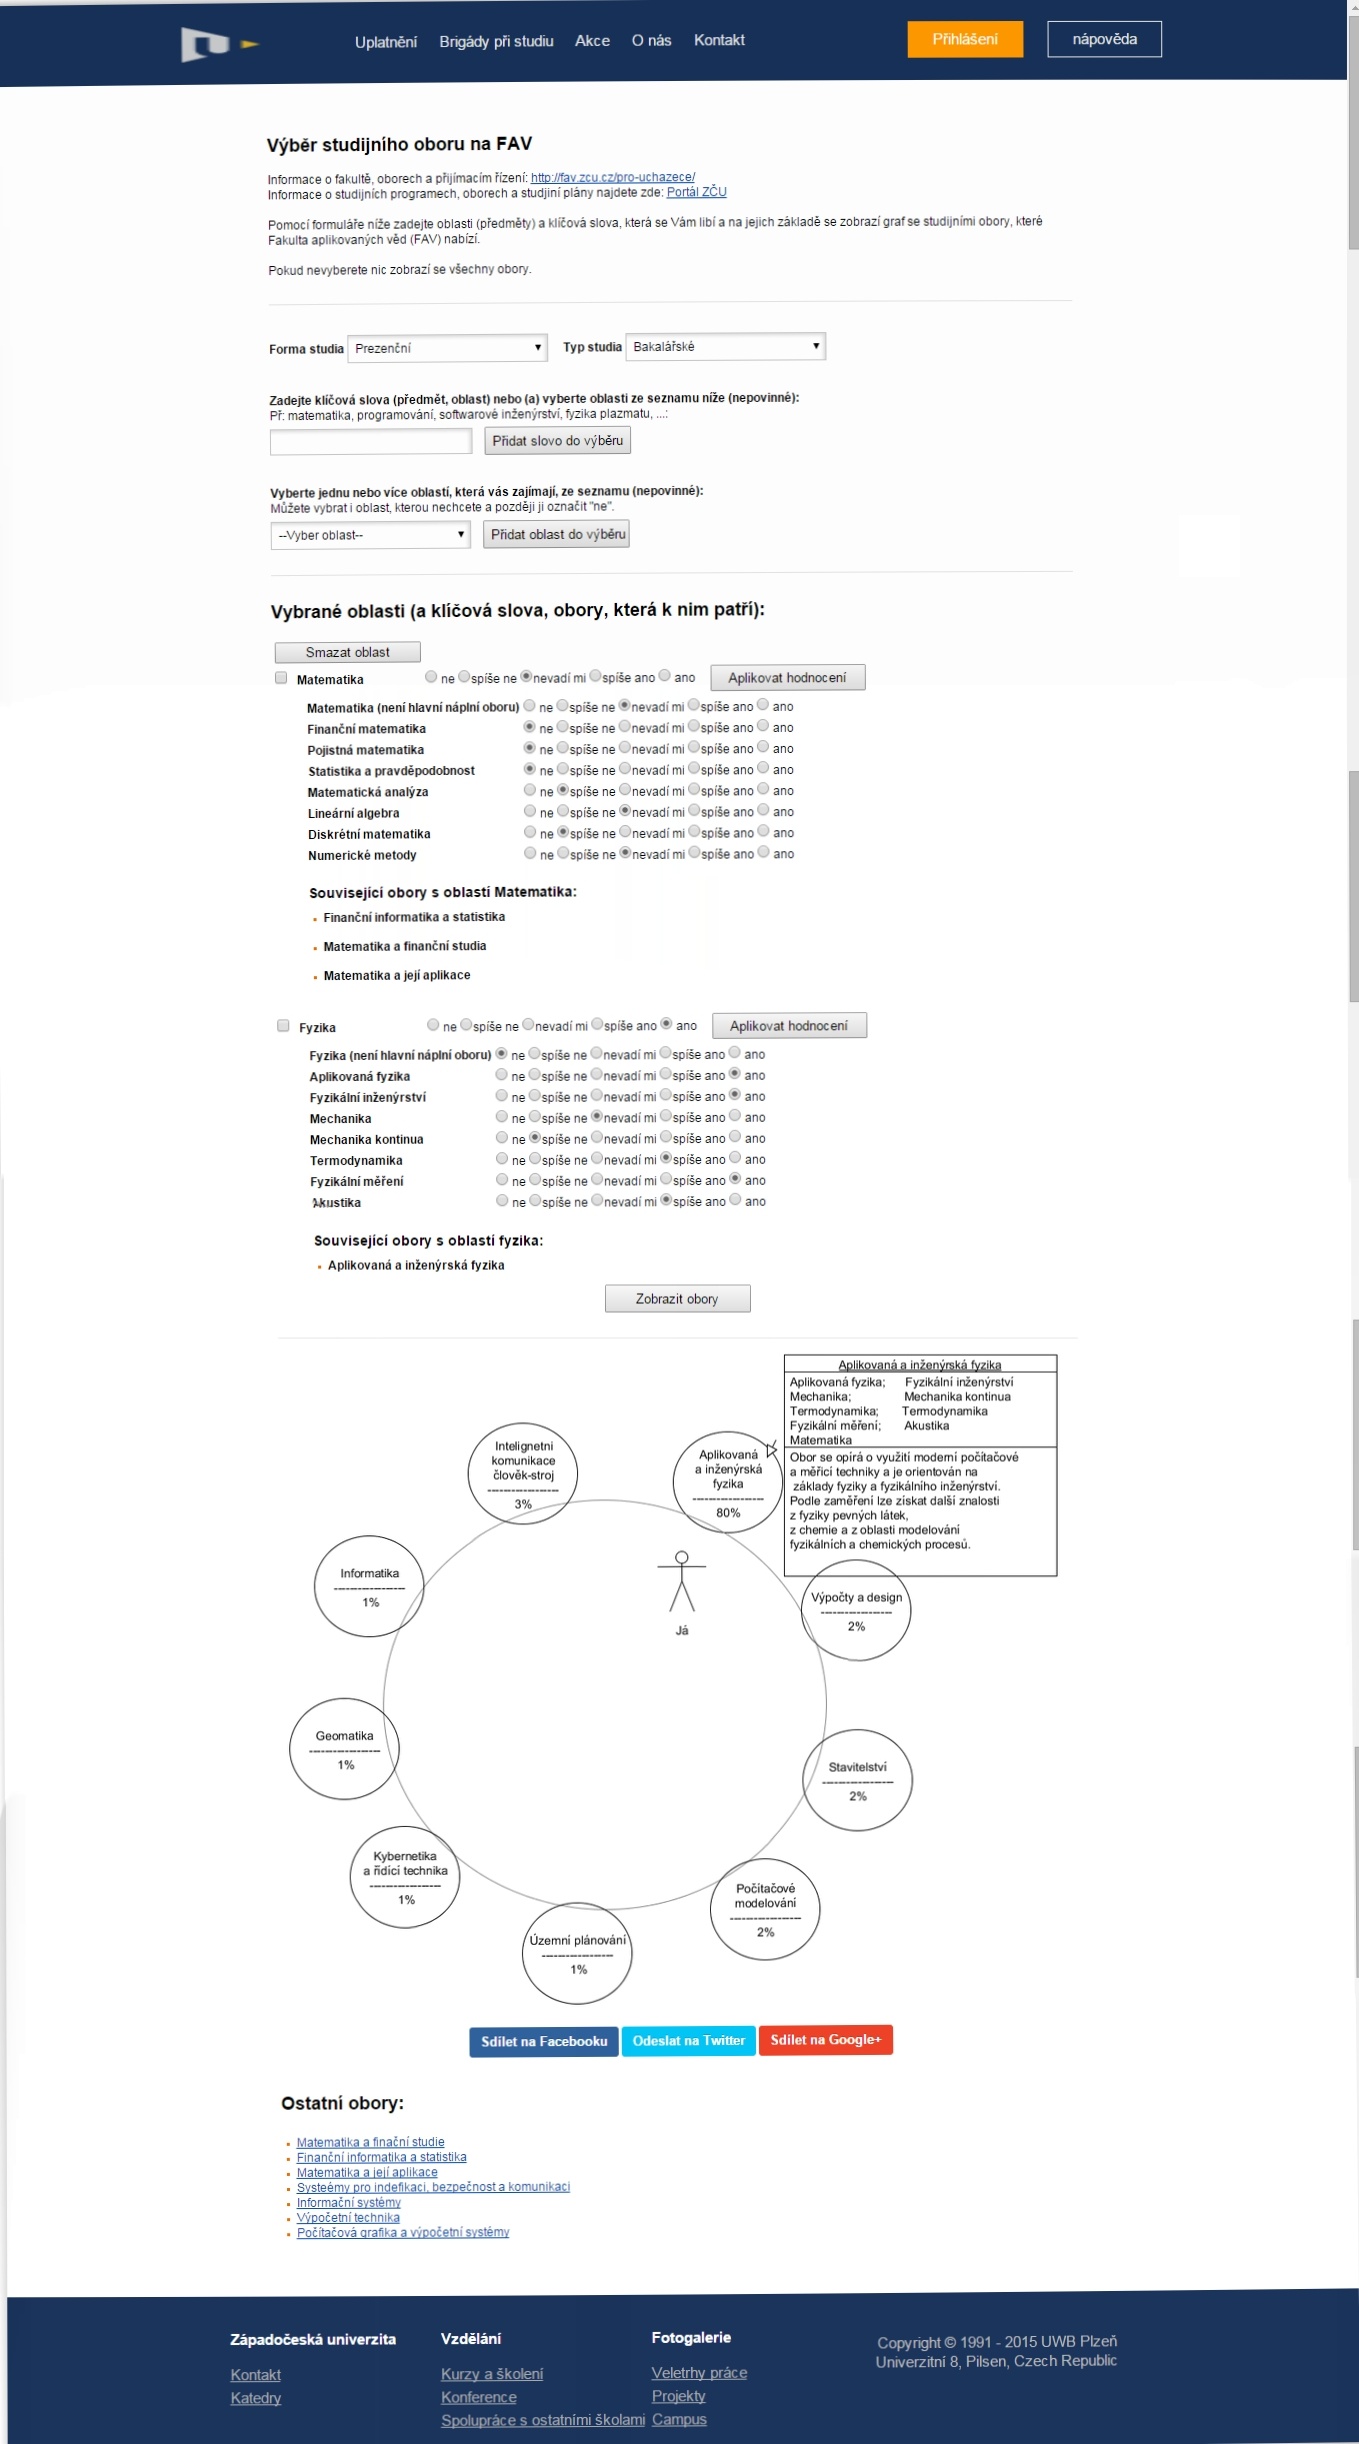 Uplatnění Brigády při studiu Akce O nás Kontakt Přihlášení nápověda
Výběr studijního oboru na FAV
Informace o fakultě, oborech a přijímacím řízení: http://fav.zcu.cz/pro-uchazece/
Informace o studijních programech, oborech a studjiní plány najdete zde: Portál ZČU
Pomocí formuláře níže zadejte oblasti (předměty) a klíčová slova, která se Vám libí a na jejich základě se zobrazí graf se studijními obory, které
Fakulta aplikovaných věd (FAV) nabízí.
Pokud nevyberete nic zobrazí se všechny obory.
Forma studia Prezenční Typ studia Bakalářské
Zadejte klíčová slova (předmět, oblast) nebo (a) vyberte oblasti ze seznamu níže (nepovinné):
Př: matematika, programování, softwarové inženýrství, fyzika plazmatu, ...:
Přidat slovo do výběru
Vyberte jednu nebo více oblastí, která vás zajímají, ze seznamu (nepovinné):
Můžete vybrat i oblast, kterou nechcete a později ji označit "ne".
--Vyber oblast-- Přidat oblast do výběru
Vybrané oblasti (a klíčová slova, obory, která k nim patří):
Smazat oblast
Matematika ne spíše ne nevadí mi spíše ano ano Aplikovat hodnocení
Matematika (není hlavní náplní oboru) ne spíše ne nevadí mi spíše ano ano
Finanční matematika ne spíše ne nevadí mi spíše ano ano
Pojistná matematika ne spíše ne nevadí mi spíše ano ano
Statistika a pravděpodobnost ne spíše ne nevadí mi spíše ano ano
Matematická analýza ne spíše ne nevadí mi spíše ano ano
Lineární algebra ne spíše ne nevadí mi spíše ano ano
Diskrétní matematika ne spíše ne nevadí mi spíše ano ano
Numerické metody ne spíše ne nevadí mi spíše ano ano
Související obory s oblastí Matematika:
Finanční informatika a statistika
Matematika a finanční studia
Matematika a její aplikace
Fyzika ne spíše ne nevadí mi spíše ano ano Aplikovat hodnocení
Fyzika (není hlavní náplní oboru) ne spíše ne nevadí mi spíše ano ano
Aplikovaná fyzika ne spíše ne nevadí mi spíše ano ano
Fyzikální inženýrství ne spíše ne nevadí mi spíše ano ano
Mechanika ne spíše ne nevadí mi spíše ano ano
Mechanika kontinua ne spíše ne nevadí mi spíše ano ano
Termodynamika ne spíše ne nevadí mi spíše ano ano
Fyzikální měření ne spíše ne nevadí mi spíše ano ano
Akustika ne spíše ne nevadí mi spíše ano ano
Související obory s oblastí fyzika:
Aplikovaná a inženýrská fyzika
Zobrazit obory
Aplikovaná a inženýrská fyzika
Aplikovaná fyzika; Fyzikální inženýrství
Mechanika; Mechanika kontinua
Termodynamika; Termodynamika
Fyzikální měření; Akustika
Matematika
Obor se opírá o využití moderní počítačové
a měřicí techniky a je orientován na
základy fyziky a fyzikálního inženýrství.
Podle zaměření lze získat další znalosti
z fyziky pevných látek,
z chemie a z oblasti modelování
fyzikálních a chemických procesů.
Intelignetni
komunikace
člověk-stroj
------------------
3%
Aplikovaná
a inženýrská
fyzika
------------------
80%
Informatika
------------------
1%
Já
Výpočty a design
------------------
2%
Geomatika
------------------
1%
Stavitelství
------------------
2%
Kybernetika
a řidící technika
------------------
1%
Počítačové
modelování
------------------
2%
Územní plánování
------------------
1%
Sdílet na Facebooku Odeslat na Twitter Sdílet na Google+
Ostatní obory:
Matematika a finační studie
Finanční informatika a statistika
Matematika a její aplikace
Systeémy pro indefikaci, bezpečnost a komunikaci
Informační systémy
Výpočetní technika
Počítačová grafika a výpočetní systémy
Západočeská univerzita Vzdělání Fotogalerie
Copyright © 1991 - 2015 UWB Plzeň
Univerzitní 8, Pilsen, Czech Republic
Kontakt Kurzy a školení Veletrhy práce
Katedry Konference Projekty
Spolupráce s ostatními školami Campus